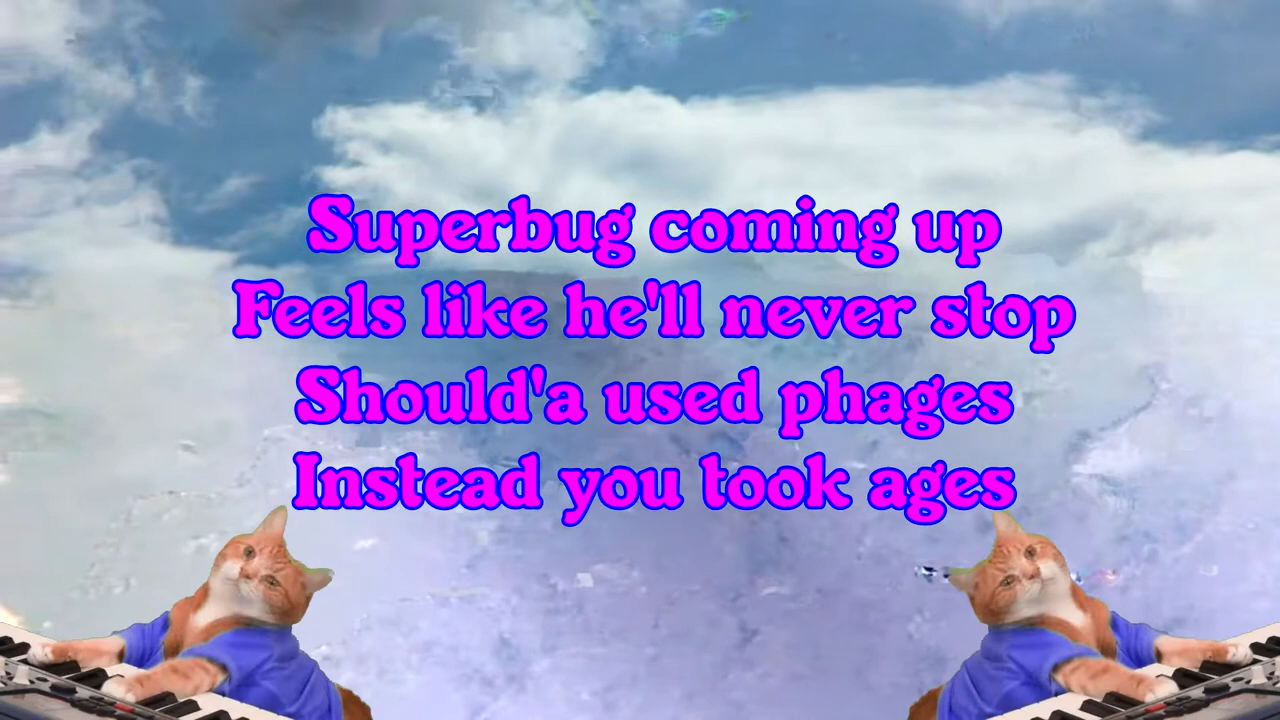 Superbug coming up
Feels like he'll never stop
Should'a used phages
Instead you took ages